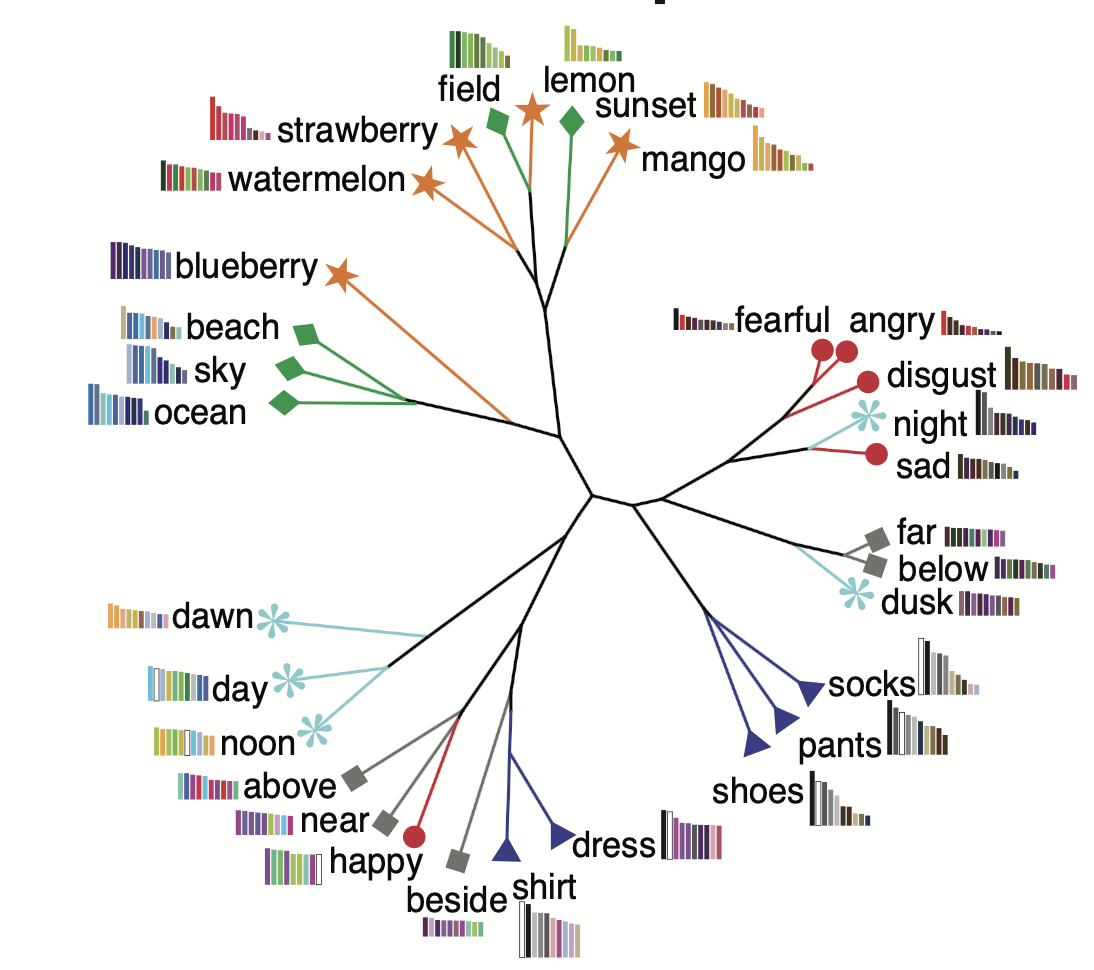 field
lemon
sunset
strawberry
mango
watermelon
blueberry
beach
sky
ocean
fearful
angry
disgust
night
sad
far
below
dusk
socks
pants
shoes
dawn
day
noon
above
near
happy
beside
shirt
dress